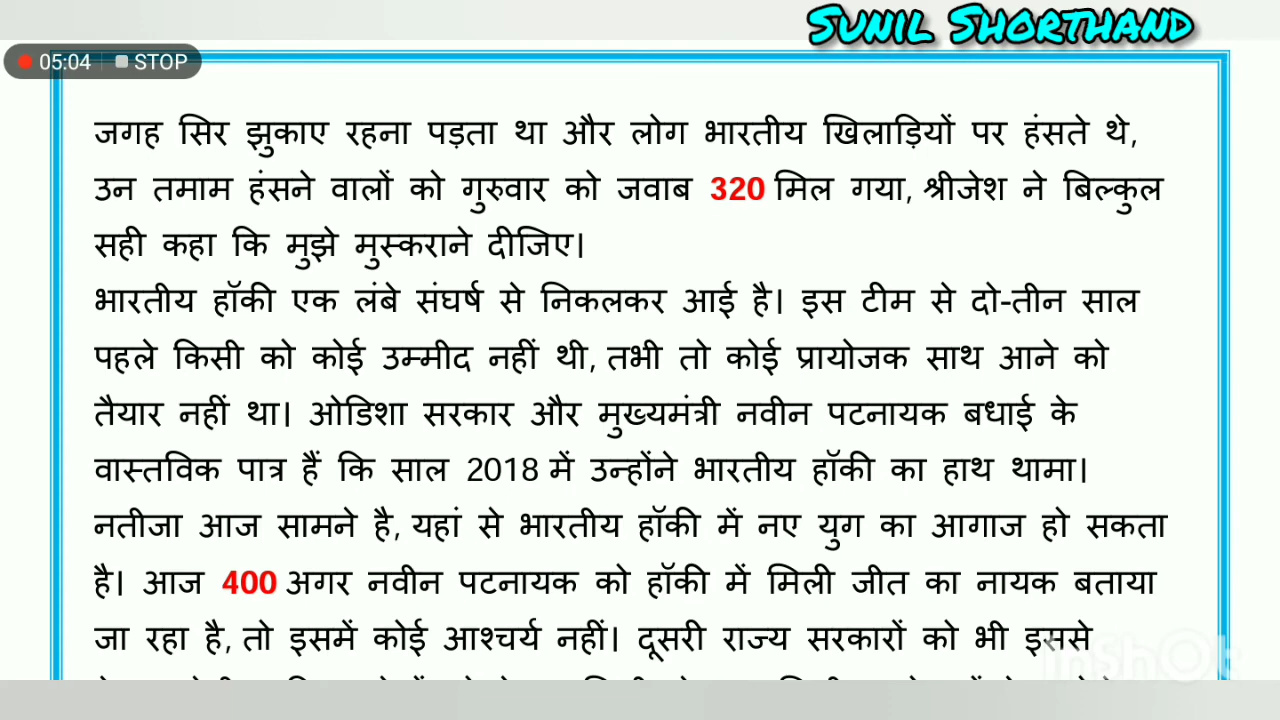 SUNIL SHORTHAND
05:04 STOP
जगह सिर झुकाए रहना पड़ता था और लोग भारतीय खिलाड़ियों पर हंसते थे,
उन तमाम हंसने वालों को गुरुवार को जवाब 320 मिल गया, श्रीजेश ने बिल्कुल
सही कहा कि मुझे मुस्कराने दीजिए।
भारतीय हॉकी एक लंबे संघर्ष से निकलकर आई है। इस टीम से दो-तीन साल
पहले किसी को कोई उम्मीद नहीं थी, तभी तो कोई प्रायोजक साथ आने को
तैयार नहीं था। ओडिशा सरकार और मुख्यमंत्री नवीन पटनायक बधाई के
वास्तविक पात्र हैं कि साल 2018 में उन्होंने भारतीय हॉकी का हाथ थामा।
नतीजा आज सामने है, यहां से भारतीय हॉकी में नए युग का आगाज हो सकता
है। आज 400 अगर नवीन पटनायक को हॉकी में मिली जीत का नायक बताया
जा रहा है, तो इसमें कोई आश्चर्य नहीं। दूसरी राज्य सरकारों को भी इससे
InShOt